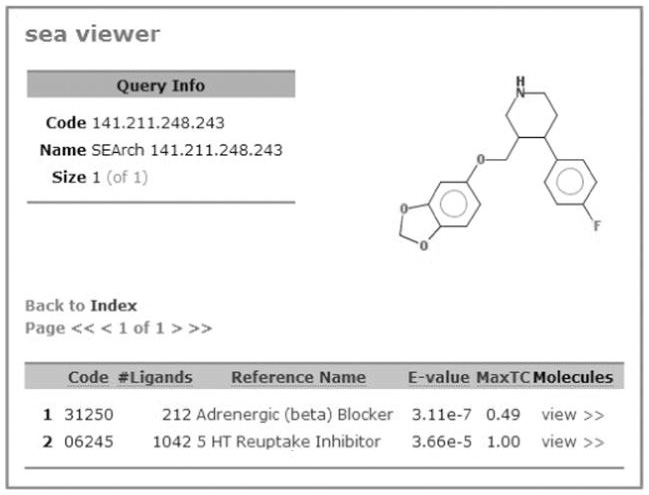 sea viewer
Query Info
Code 141.211.248.243
Name SEArch 141.211.248.243
Size 1 (of 1)
H
N
O
O
O
F
Back to Index
Page << < 1 of 1 > >>
Code #Ligands Reference Name E-value MaxTC Molecules
1 31250 212 Adrenergic (beta) Blocker 3.11e-7 0.49 view >>
2 06245 1042 5 HT Reuptake Inhibitor 3.66e-5 1.00 view >>